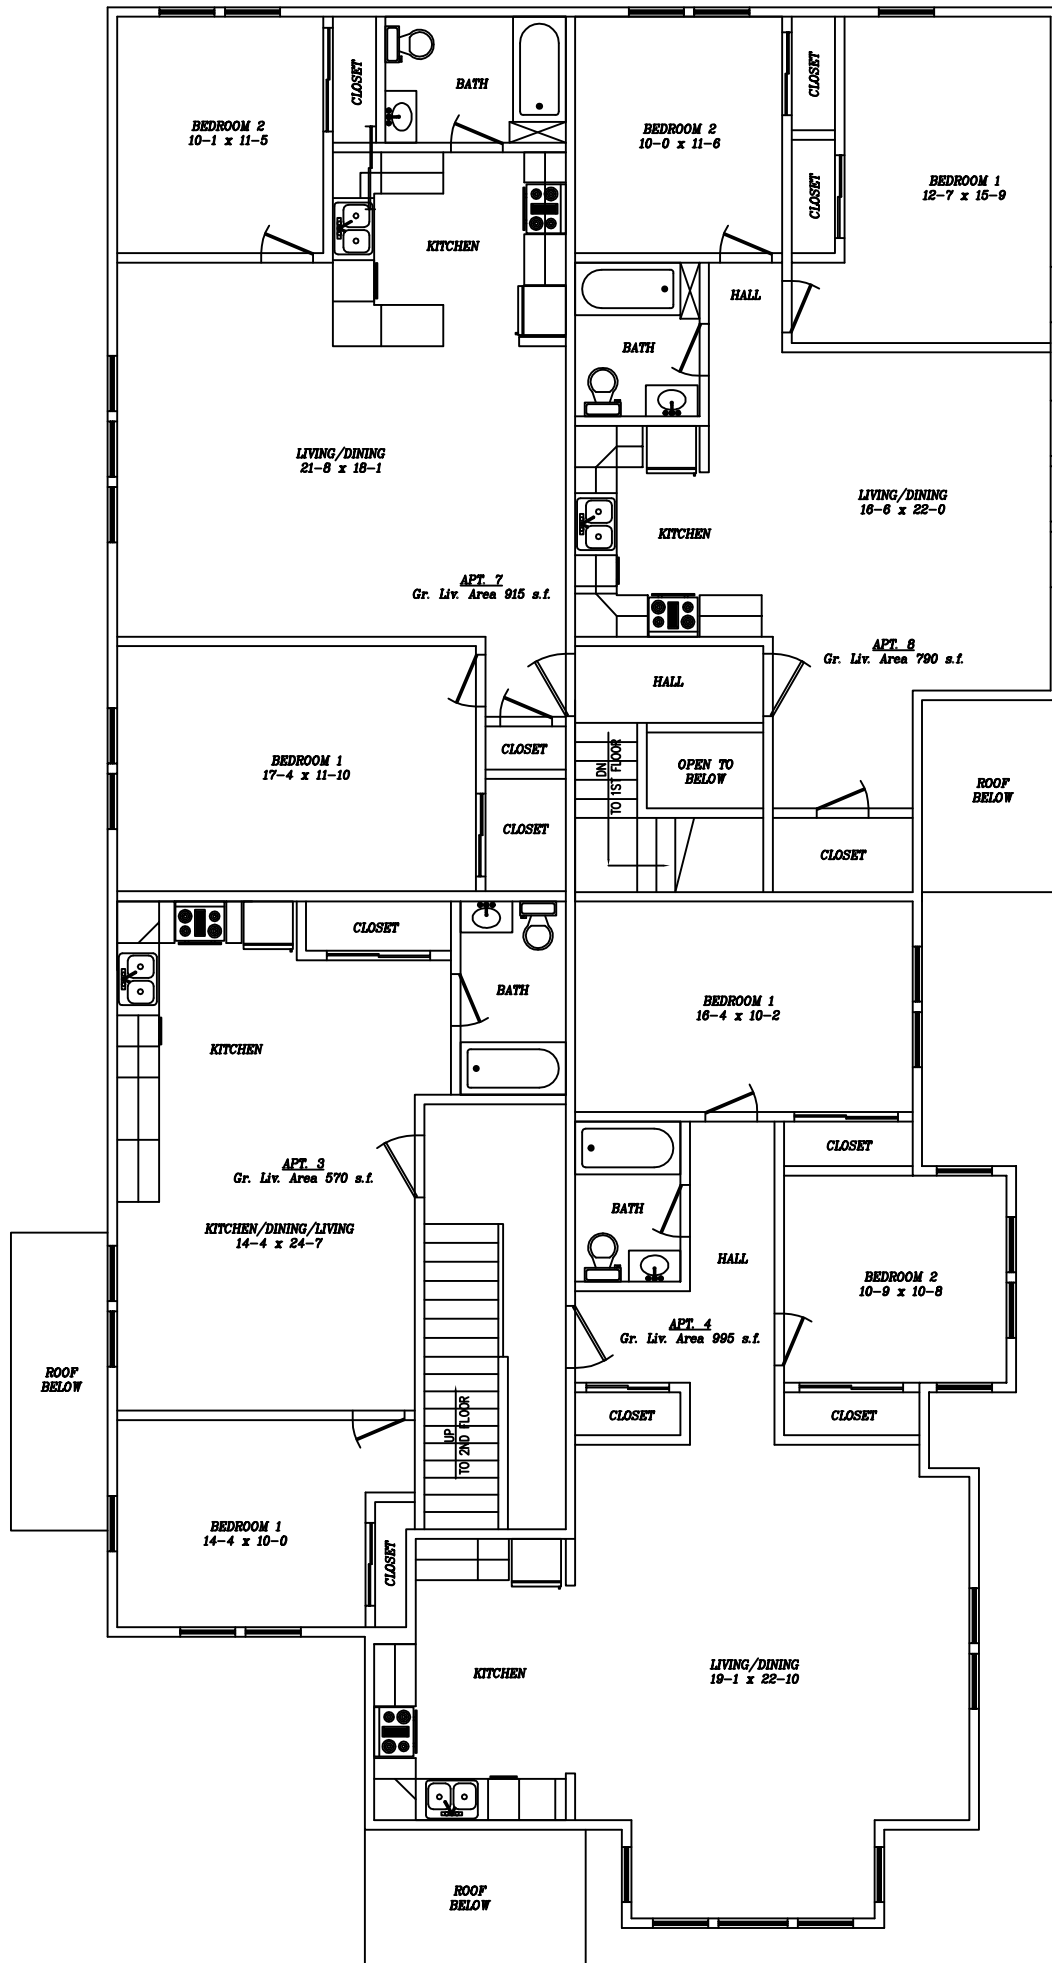 BEDROOM 2
10-1 x 11-5
CLOSET
BATH
KITCHEN
LIVING/DINING
21-8 x 18-1
APT. 7
Gr. Liv. Area 915 s.f.
BEDROOM 1
17-4 x 11-10
CLOSET
CLOSET
BEDROOM 2
10-0 x 11-6
CLOSET
CLOSET
BEDROOM 1
12-7 x 15-9
HALL
BATH
KITCHEN
LIVING/DINING
16-6 x 22-0
APT. 8
Gr. Liv. Area 790 s.f.
HALL
DN
TO 1ST FLOOR
OPEN TO
BELOW
CLOSET
ROOF
BELOW
CLOSET
BATH
KITCHEN
APT. 3
Gr. Liv. Area 570 s.f.
KITCHEN/DINING/LIVING
14-4 x 24-7
ROOF
BELOW
BEDROOM 1
14-4 x 10-0
CLOSET
UP
TO 2ND FLOOR
BEDROOM 1
16-4 x 10-2
CLOSET
BATH
HALL
BEDROOM 2
10-9 x 10-8
APT. 4
Gr. Liv. Area 995 s.f.
CLOSET
CLOSET
KITCHEN
LIVING/DINING
19-1 x 22-10
ROOF
BELOW